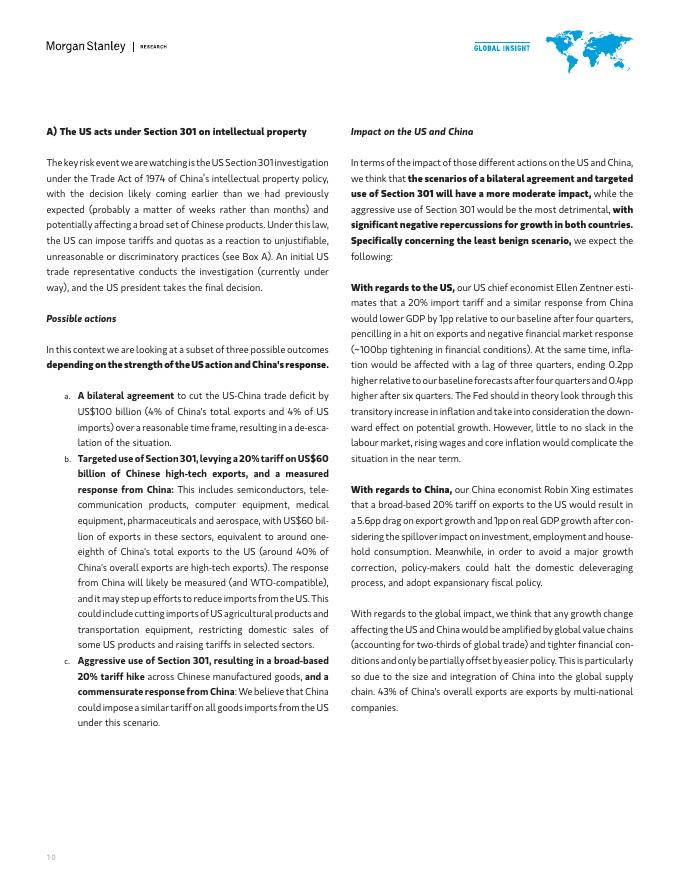 Morgan Stanley | RESEARCH
GLOBAL INSIGHT
A) The US acts under Section 301 on intellectual property
The key risk event we are watching is the US Section 301 investigation
under the Trade Act of 1974 of China's intellectual property policy,
with the decision likely coming earlier than we had previously
expected (probably a matter of weeks rather than months) and
potentially affecting a broad set of Chinese products. Under this law,
the US can impose tariffs and quotas as a reaction to unjustifiable,
unreasonable or discriminatory practices (see Box A). An initial US
trade representative conducts the investigation (currently under
way), and the US president takes the final decision.
Possible actions
In this context we are looking at a subset of three possible outcomes
depending on the strength of the US action and China's response.
a. A bilateral agreement to cut the US-China trade deficit by
US$100 billion (4% of China's total exports and 4% of US
imports) over a reasonable time frame, resulting in a de-esca-
lation of the situation.
b. Targeted use of Section 301, levying a 20% tariff on US$60
billion of Chinese high-tech exports, and a measured
response from China: This includes semiconductors, tele-
communication products, computer equipment, medical
equipment, pharmaceuticals and aerospace, with US$60 bil-
lion of exports in these sectors, equivalent to around one-
eighth of China's total exports to the US (around 40% of
China's overall exports are high-tech exports). The response
from China will likely be measured (and WTO-compatible),
and it may step up efforts to reduce imports from the US. This
could include cutting imports of US agricultural products and
transportation equipment, restricting domestic sales of
some US products and raising tariffs in selected sectors.
c. Aggressive use of Section 301, resulting in a broad-based
20% tariff hike across Chinese manufactured goods, and a
commensurate response from China: We believe that China
could impose a similar tariff on all goods imports from the US
under this scenario.
Impact on the US and China
In terms of the impact of those different actions on the US and China,
we think that the scenarios of a bilateral agreement and targeted
use of Section 301 will have a more moderate impact, while the
aggressive use of Section 301 would be the most detrimental, with
significant negative repercussions for growth in both countries.
Specifically concerning the least benign scenario, we expect the
following:
With regards to the US, our US chief economist Ellen Zentner esti-
mates that a 20% import tariff and a similar response from China
would lower GDP by 1pp relative to our baseline after four quarters,
pencilling in a hit on exports and negative financial market response
(~100bp tightening in financial conditions). At the same time, infla-
tion would be affected with a lag of three quarters, ending 0.2pp
higher relative to our baseline forecasts after four quarters and 0.4pp
higher after six quarters. The Fed should in theory look through this
transitory increase in inflation and take into consideration the down-
ward effect on potential growth. However, little to no slack in the
labour market, rising wages and core inflation would complicate the
situation in the near term.
With regards to China, our China economist Robin Xing estimates
that a broad-based 20% tariff on exports to the US would result in
a 5.6pp drag on export growth and 1pp on real GDP growth after con-
sidering the spillover impact on investment, employment and house-
hold consumption. Meanwhile, in order to avoid a major growth
correction, policy-makers could halt the domestic deleveraging
process, and adopt expansionary fiscal policy.
With regards to the global impact, we think that any growth change
affecting the US and China would be amplified by global value chains
(accounting for two-thirds of global trade) and tighter financial con-
ditions and only be partially offset by easier policy. This is particularly
so due to the size and integration of China into the global supply
chain. 43% of China's overall exports are exports by multi-national
companies.
10